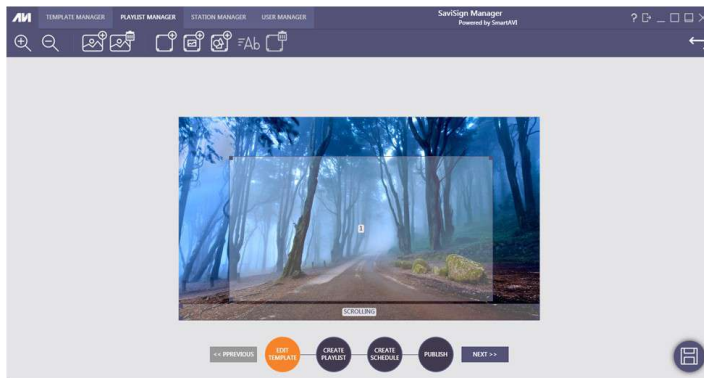 AVI TEMPLATE MANAGER PLAYLIST MANAGER STATION MANAGER USER MANAGER SaviSign Manager ?
Powered by SmartAVI
Ab
1
SCROLLING
<< PPREVIOUS EDIT TEMPLATE CREATE PLAYLIST CREATE SCHEDULE PUBLISH NEXT >>